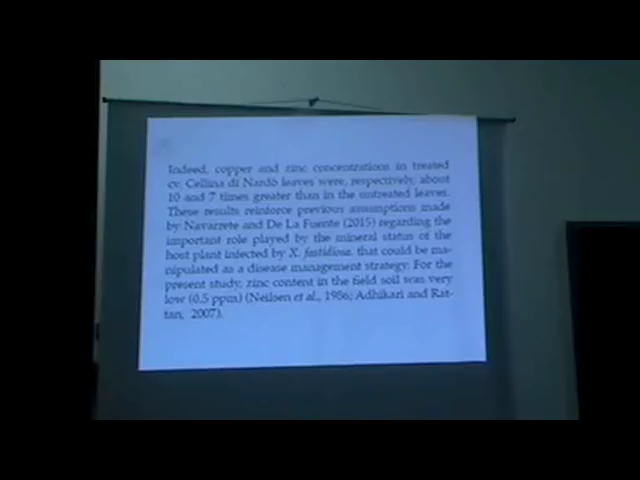 Indeed, copper and zinc concentrations in treated
cv. Cellina di Nardò leaves were, respectively, about
10 and 7 times greater than in the untreated leaves.
These results reinforce previous assumptions made
by Navarrete and De La Fuente (2015) regarding the
important role played by the mineral status of the
host plant infected by X. fastidiosa, that could be ma-
nipulated as a disease management strategy. For the
present study, zinc content in the field soil was very
low (0.5 ppm) (Neilsen et al., 1986; Adhikari and Rat-
tan, 2007).